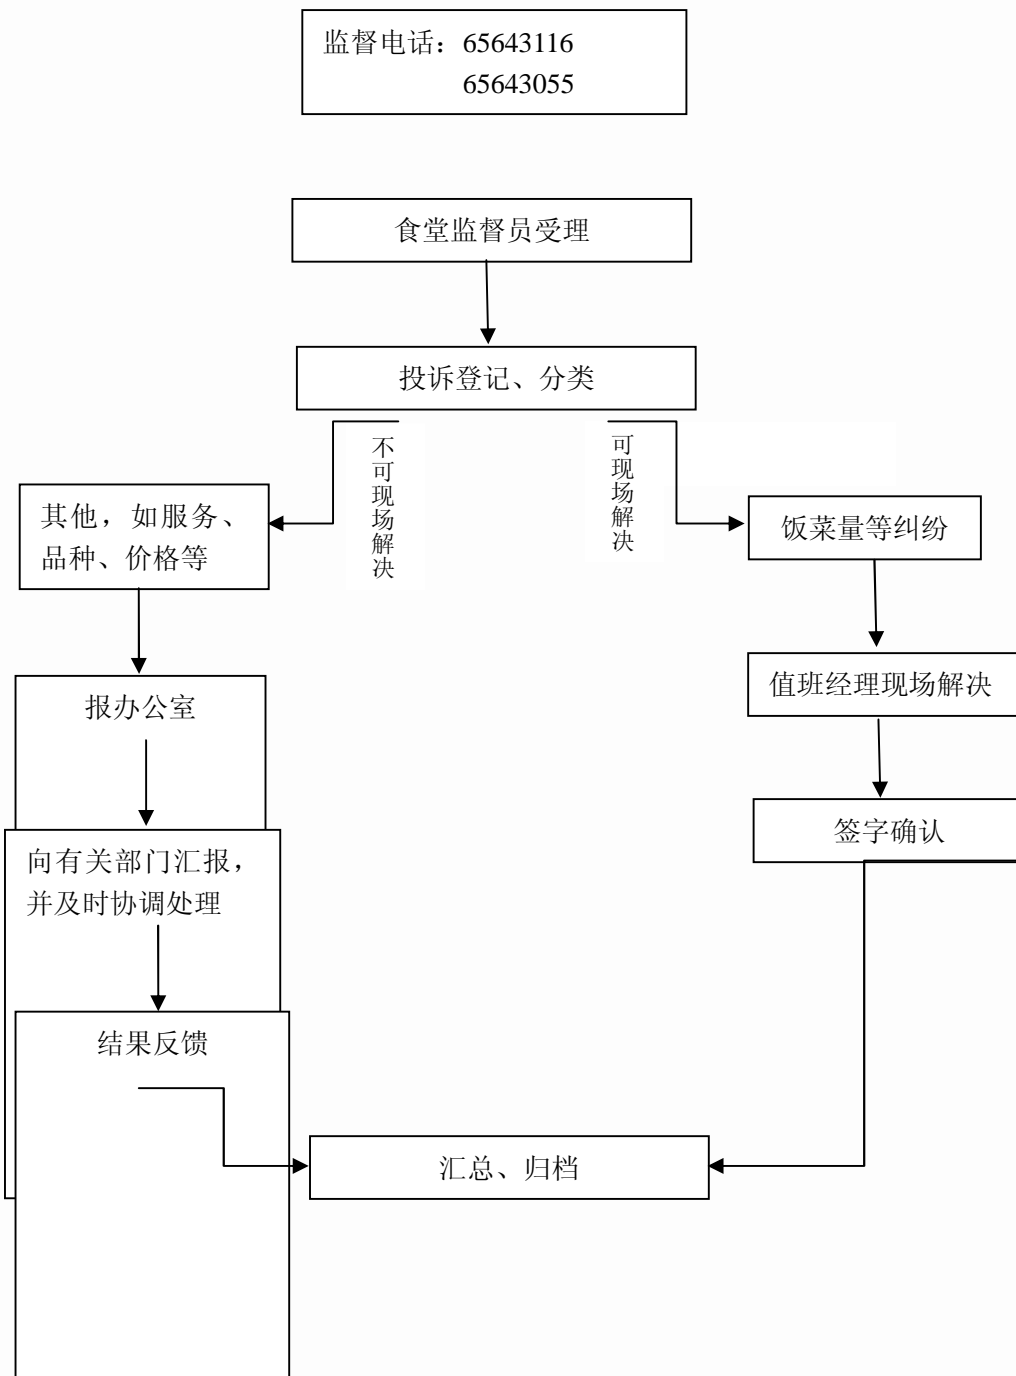 监督电话：65643116
65643055
食堂监督员受理
投诉登记、分类
不可现场解决
可现场解决
其他，如服务、
品种、价格等
饭菜量等纠纷
报办公室
值班经理现场解决
向有关部门汇报，
并及时协调处理
签字确认
结果反馈
汇总、归档